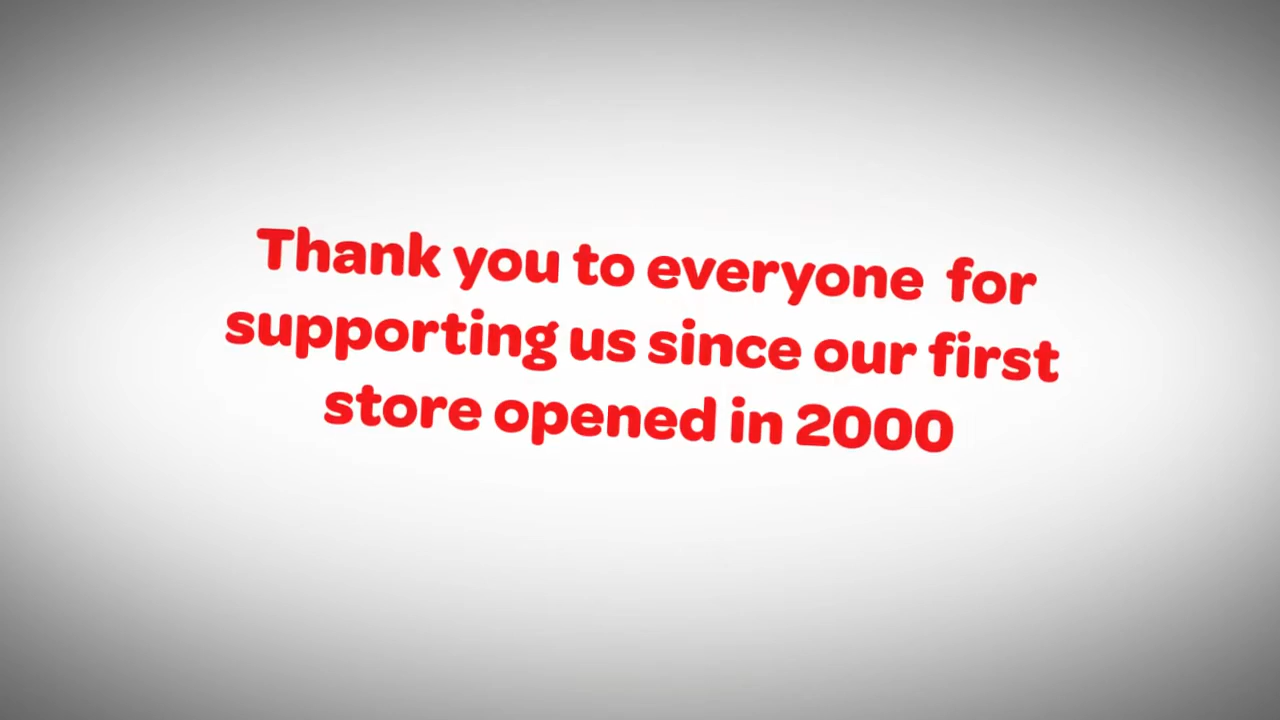 Thank you to everyone for
supporting us since our first
store opened in 2000